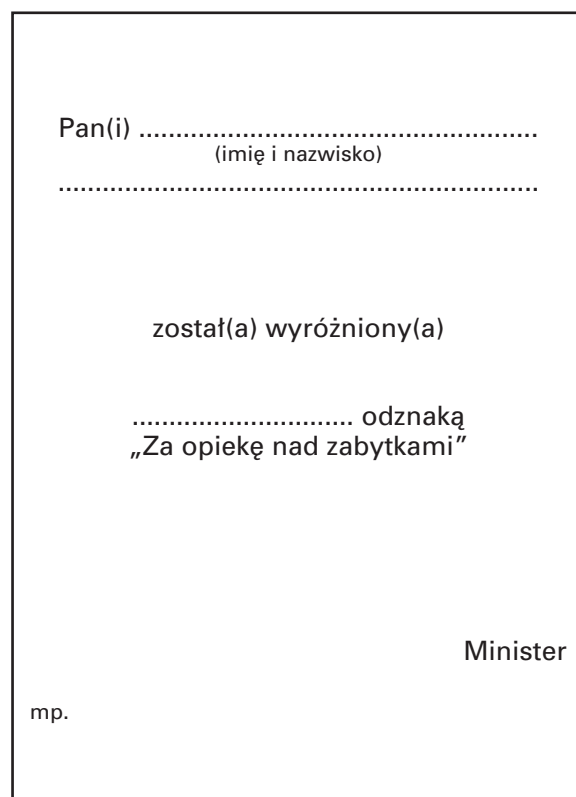 Pan(i) ......................................................
(imię i nazwisko)
.................................................................
został(a) wyróżniony(a)
.............................. odznaką
„Za opiekę nad zabytkami”
Minister
mp.